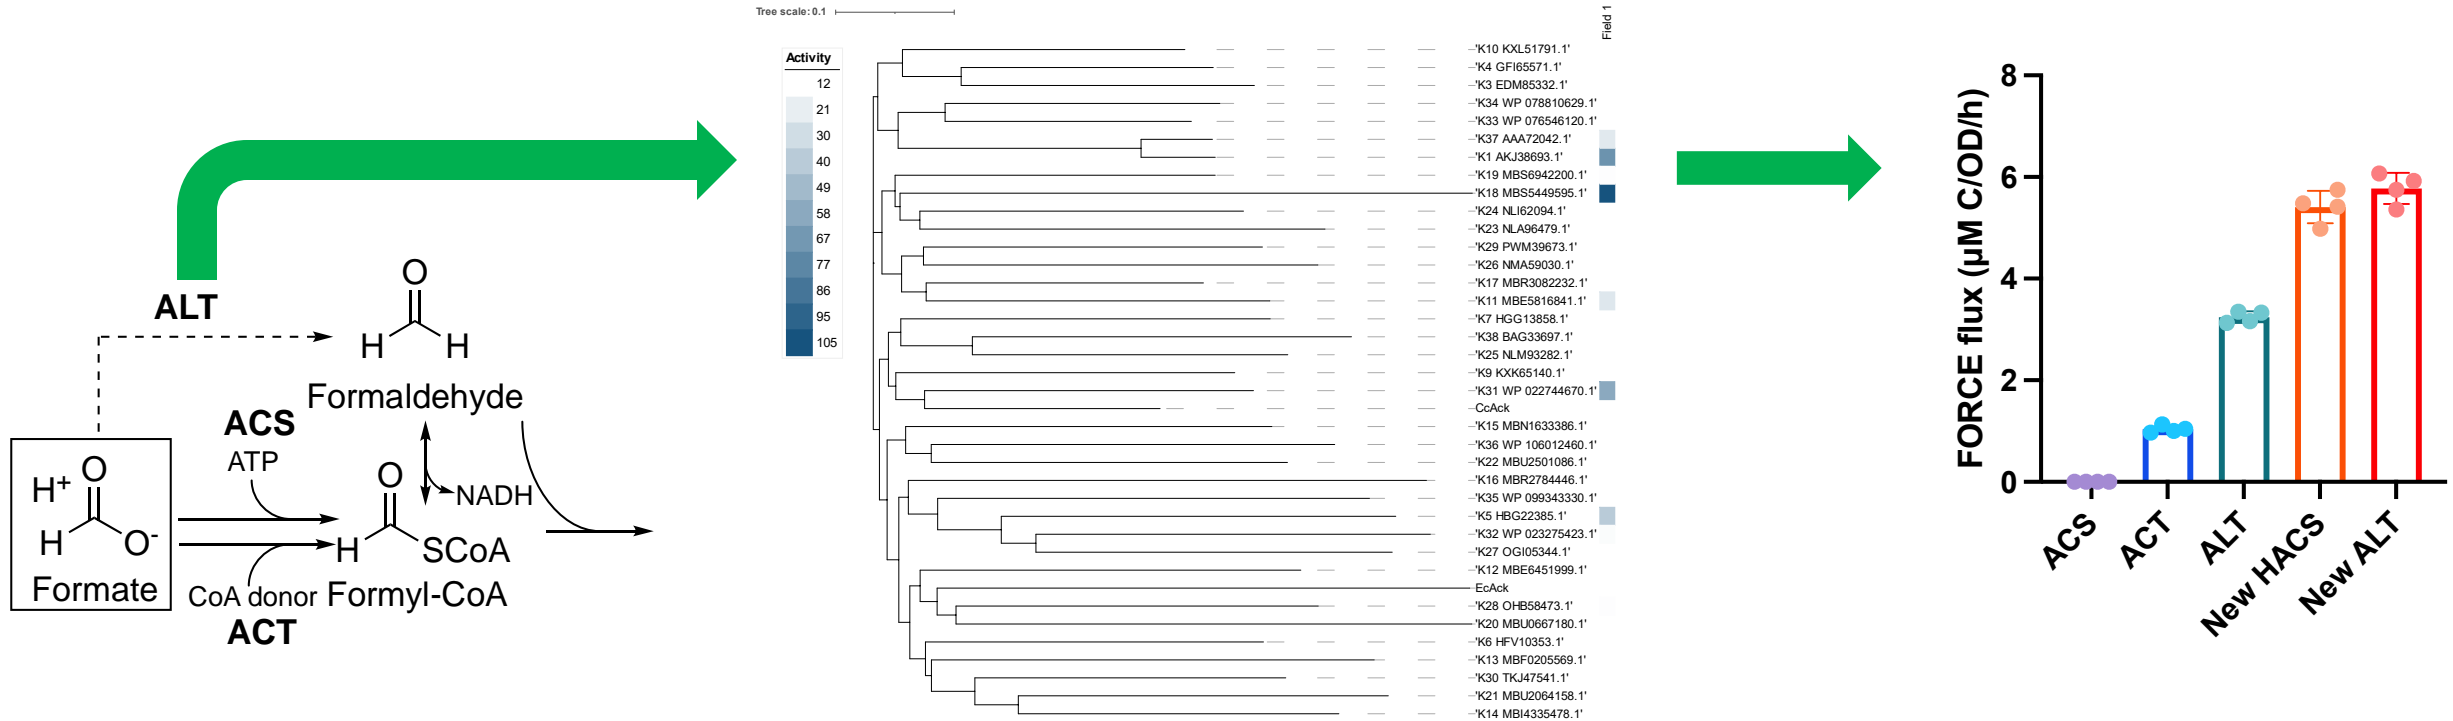 ALT
O
H
H
Formaldehyde
ACS
ATP
H+
O
H
O-
Formate
NADH
O
H
SCoA
CoA donor
Formyl-CoA
ACT
Tree scale: 0.1
Activity
12
21
30
40
49
58
67
77
86
95
105
Field 1
'K10 KXL51791.1'
'K4 GFI65571.1'
'K3 EDM85332.1'
'K34 WP 078810629.1'
'K33 WP 076546120.1'
'K37 AAA72042.1'
'K1 AKJ38693.1'
'K19 MBS6942200.1'
'K18 MBS5449595.1'
'K24 NLI62094.1'
'K23 NLA96479.1'
'K29 PWM39673.1'
'K26 NMA59030.1'
'K17 MBR3082232.1'
'K11 MBE5816841.1'
'K7 HGG13858.1'
'K38 BAG33697.1'
'K25 NLM93282.1'
'K9 KXK65140.1'
'K31 WP 022744670.1'
CcAck
'K15 MBN1633386.1'
'K36 WP 106012460.1'
'K22 MBU2501086.1'
'K16 MBR2784446.1'
'K35 WP 099343330.1'
'K5 HBG22385.1'
'K32 WP 023275423.1'
'K27 OGI05344.1'
'K12 MBE6451999.1'
EcAck
'K28 OHB58473.1'
'K20 MBU0667180.1'
'K6 HFV10353.1'
'K13 MBF0205569.1'
'K30 TKJ47541.1'
'K21 MBU2064158.1'
'K14 MBI4335478.1'
FORCE flux (µM C/OD/h)
8
6
4
2
0
ACS
ACT
ALT
New HACS
New ALT